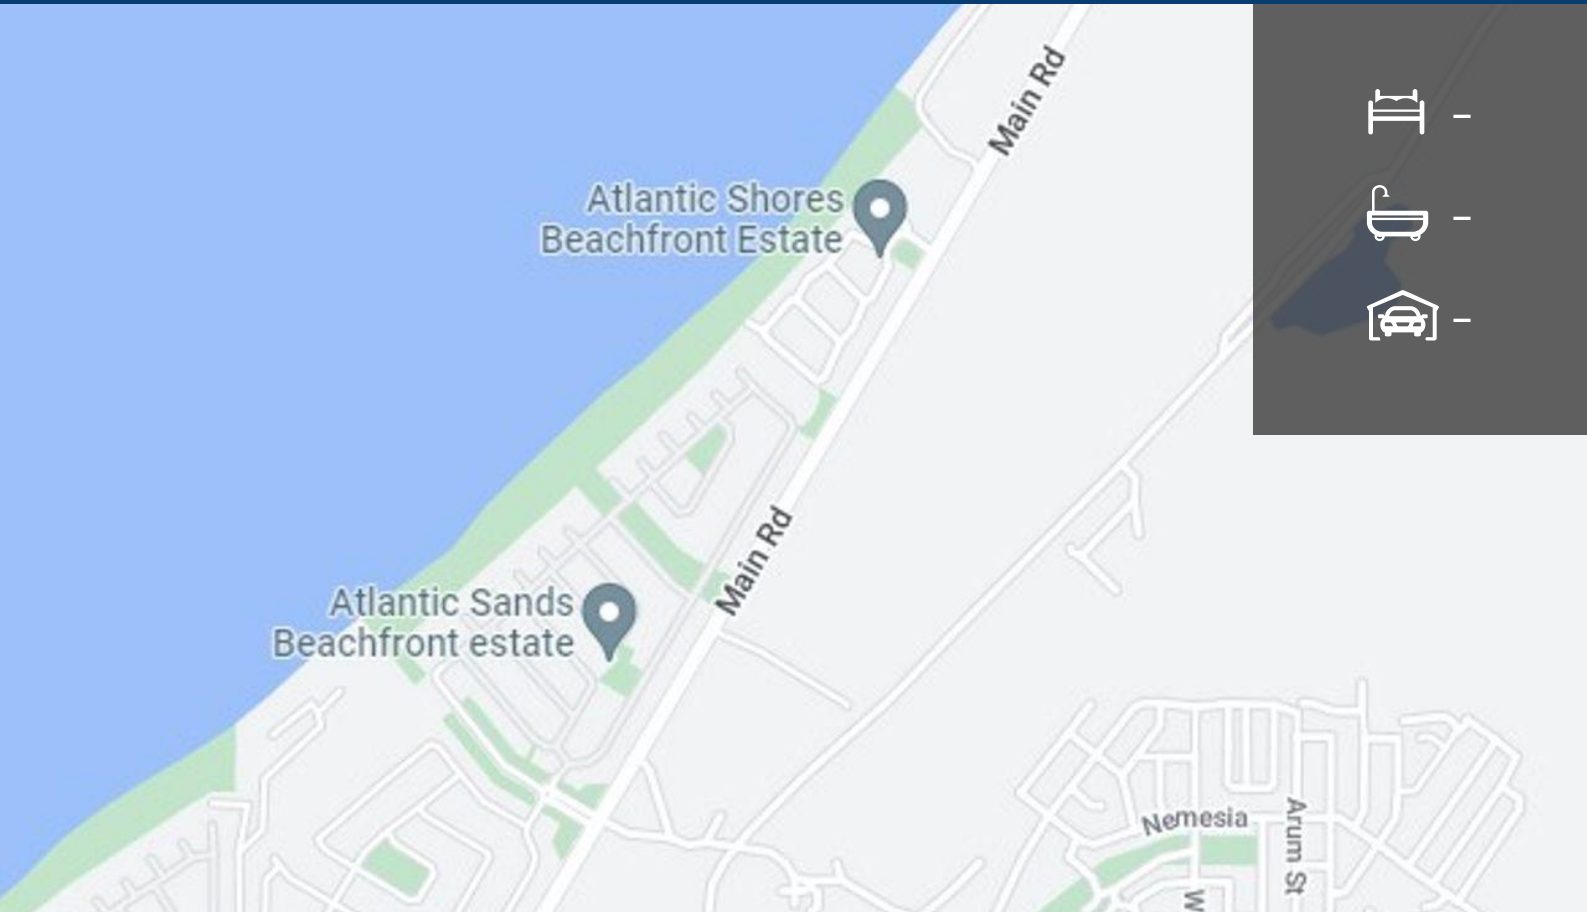 Main Rd
–
–
–
Atlantic Shores
Beachfront Estate
Main Rd
Atlantic Sands
Beachfront estate
Nemesia
Arum St
W